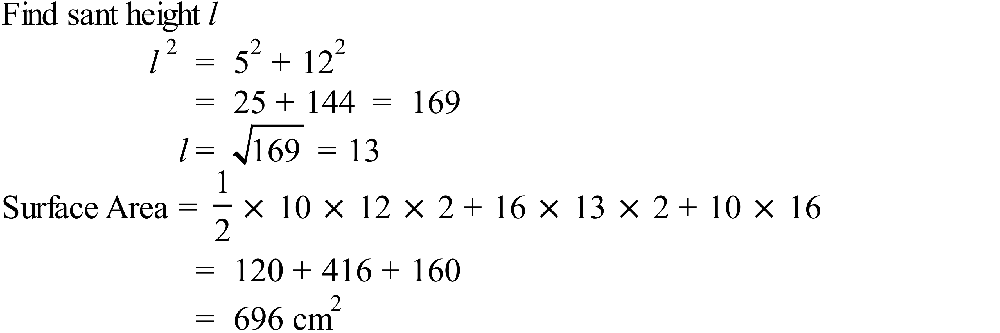 Find sant height l
l² = 5² + 12²
= 25 + 144 = 169
l = √169 = 13
Surface Area = 1/2 × 10 × 12 × 2 + 16 × 13 × 2 + 10 × 16
= 120 + 416 + 160
= 696 cm²